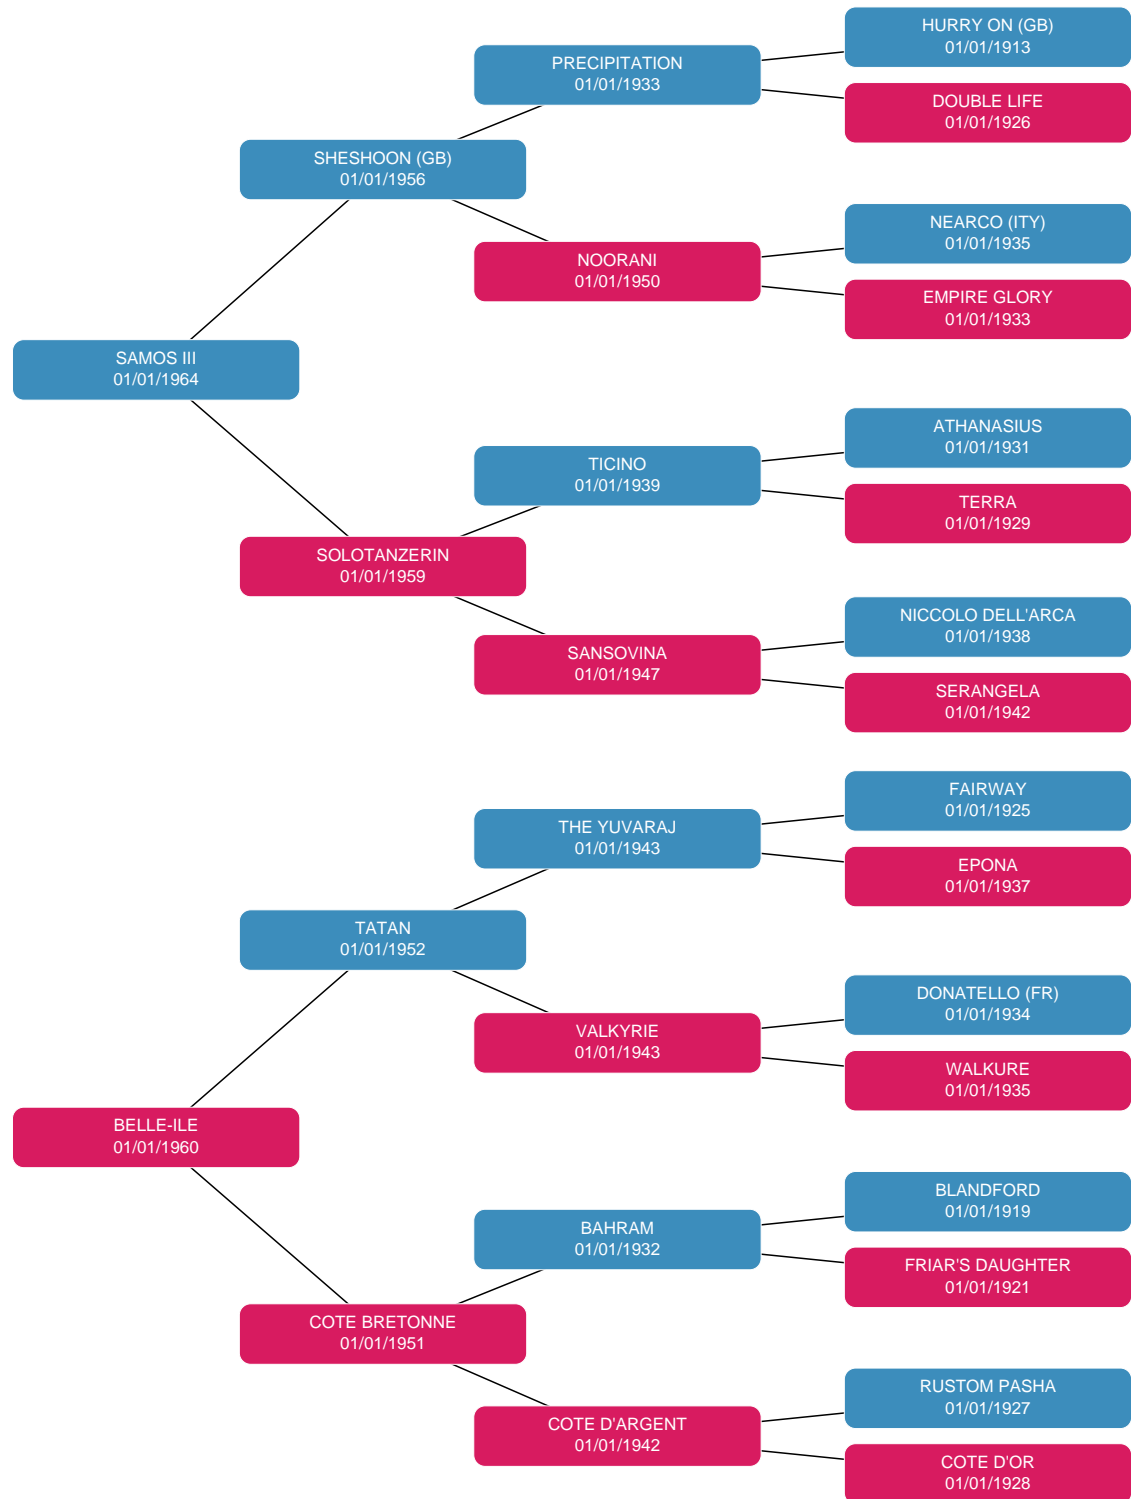 HURRY ON (GB)
01/01/1913
PRECIPITATION
01/01/1933
DOUBLE LIFE
01/01/1926
SHESHOON (GB)
01/01/1956
NEARCO (ITY)
01/01/1935
NOORANI
01/01/1950
EMPIRE GLORY
01/01/1933
SAMOS III
01/01/1964
ATHANASIUS
01/01/1931
TICINO
01/01/1939
TERRA
01/01/1929
SOLOTANZERIN
01/01/1959
NICCOLO DELL'ARCA
01/01/1938
SANSOVINA
01/01/1947
SERANGELA
01/01/1942
FAIRWAY
01/01/1925
THE YUVARAJ
01/01/1943
EPONA
01/01/1937
TATAN
01/01/1952
DONATELLO (FR)
01/01/1934
VALKYRIE
01/01/1943
WALKURE
01/01/1935
BELLE-ILE
01/01/1960
BLANDFORD
01/01/1919
BAHRAM
01/01/1932
FRIAR'S DAUGHTER
01/01/1921
COTE BRETONNE
01/01/1951
RUSTOM PASHA
01/01/1927
COTE D'ARGENT
01/01/1942
COTE D'OR
01/01/1928